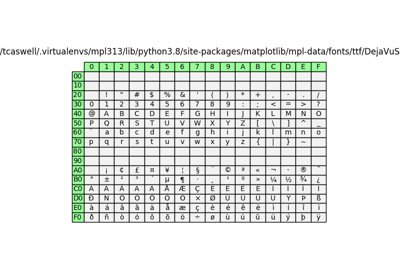 /tcaswell/.virtualenvs/mpl313/lib/python3.8/site-packages/matplotlib/mpl-data/fonts/ttf/DejaVuS
0 1 2 3 4 5 6 7 8 9 A B C D E F
00
10
20 ! " # $ % & ' ( ) * + , - . /
30 0 1 2 3 4 5 6 7 8 9 : ; < = > ?
40 @ A B C D E F G H I J K L M N O
50 P Q R S T U V W X Y Z [ \ ] ^ _
60 ` a b c d e f g h i j k l m n o
70 p q r s t u v w x y z { | } ~
80
90
A0 ¡ ¢ £ ¤ ¥ ¦ § ¨ © ª « ¬ - ® ¯
B0 ° ± ² ³ ´ µ ¶ · ¸ ¹ º » ¼ ½ ¾ ¿
C0 À Á Â Ã Ä Å Æ Ç È É Ê Ë Ì Í Î Ï
D0 Ð Ñ Ò Ó Ô Õ Ö × Ø Ù Ú Û Ü Ý Þ ß
E0 à á â ã ä å æ ç è é ê ë ì í î ï
F0 ð ñ ò ó ô õ ö ÷ ø ù ú û ü ý þ ÿ